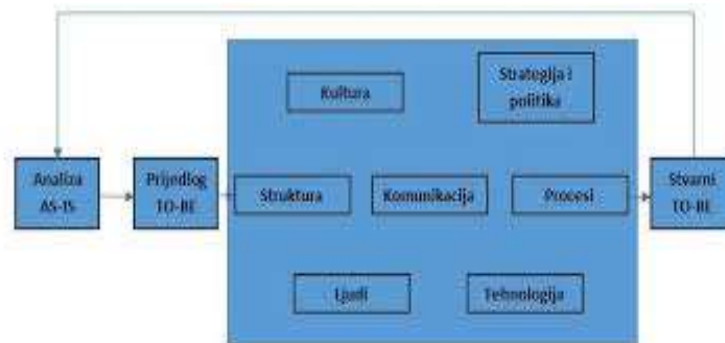 Kultura
Strategija i
politika
Analiza
AS-IS
Prijedlog
TO-BE
Struktura
Komunikacija
Procesi
Stvarni
TO-BE
Ljudi
Tehnologija